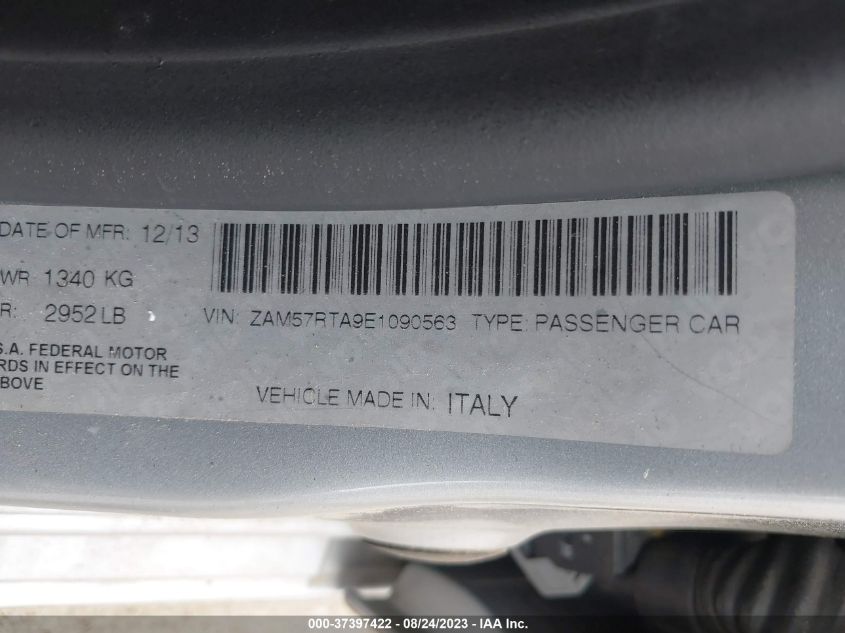 DATE OF MFR: 12/13
WR 1340 KG
R: 2952 LB
VIN: ZAM57RTA9E1090563 TYPE: PASSENGER CAR
.A. FEDERAL MOTOR
RDS IN EFFECT ON THE
BOVE
VEHICLE MADE IN: ITALY
000-37397422 - 08/24/2023 - IAA Inc.